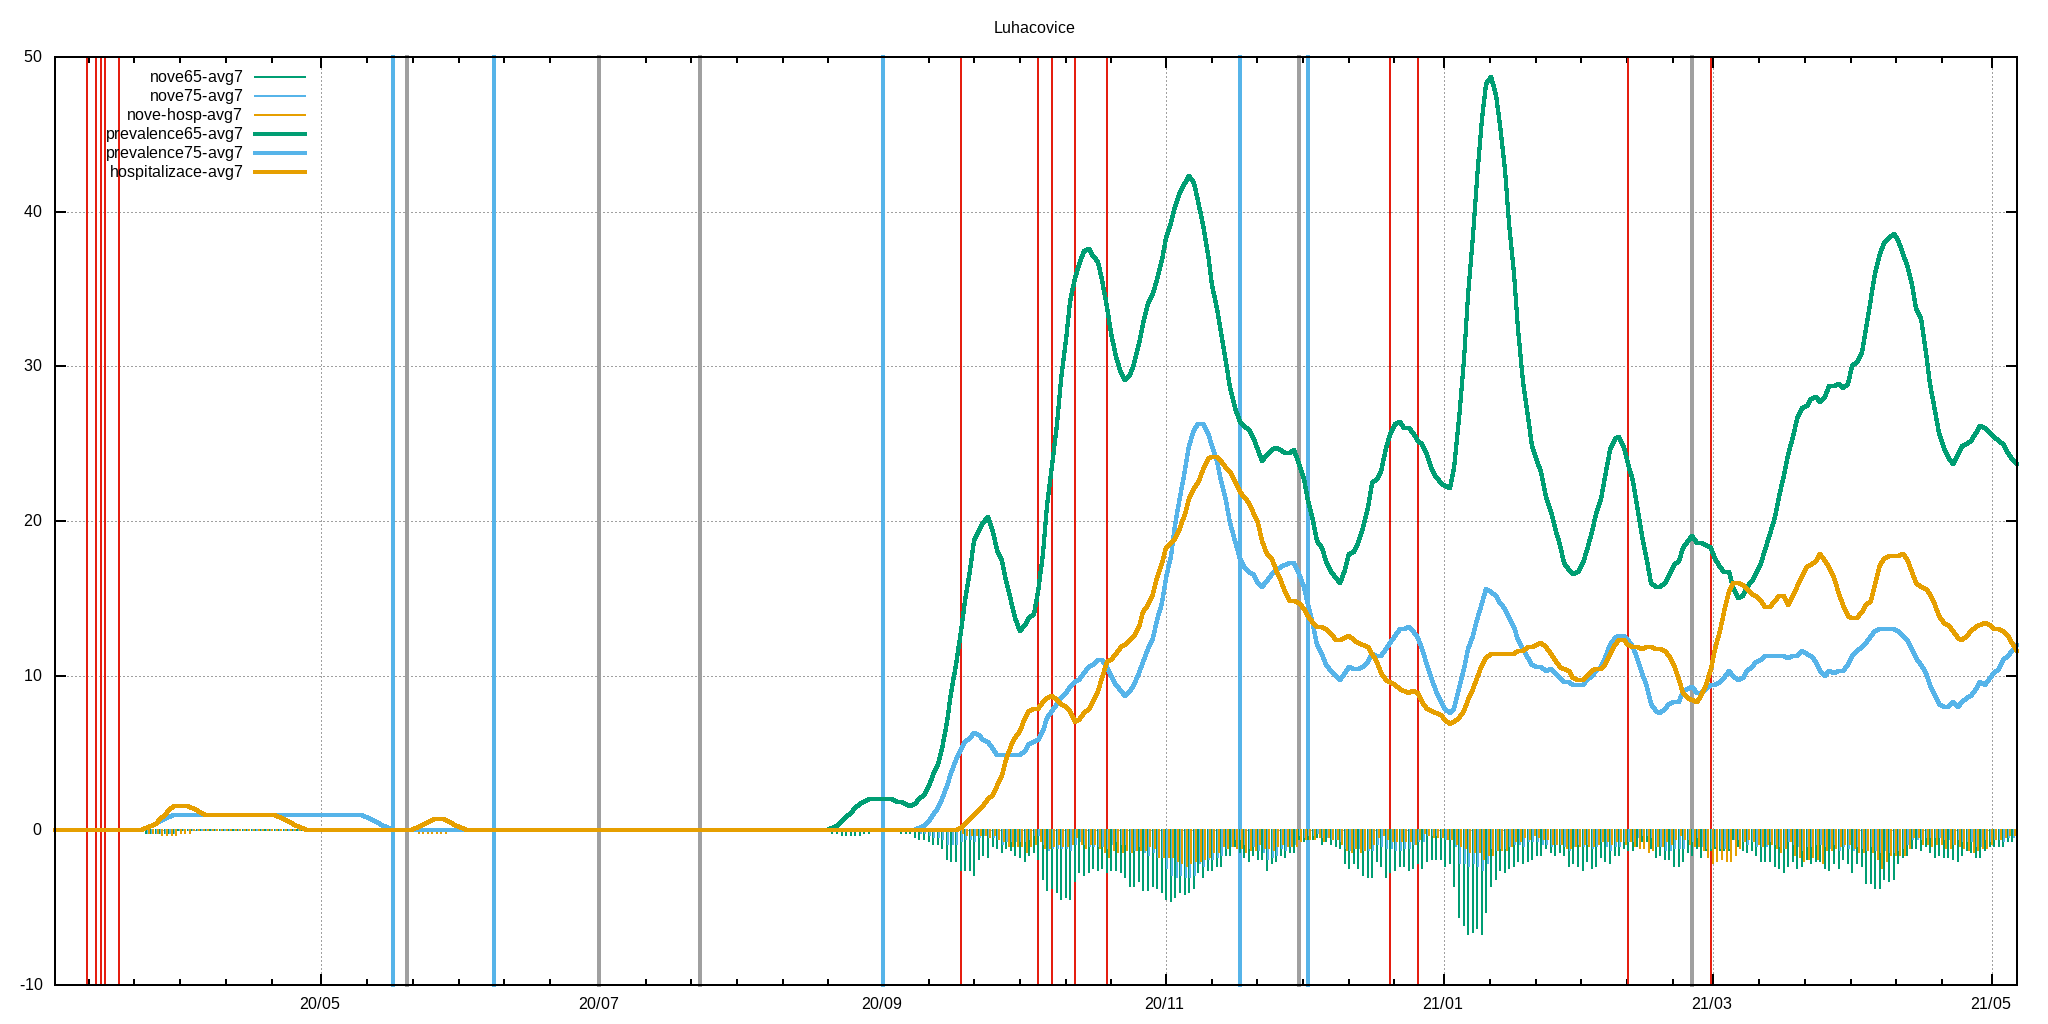 Luhacovice
50
40
30
20
10
0
-10
nove65-avg7
nove75-avg7
nove-hosp-avg7
prevalence65-avg7
prevalence75-avg7
hospitalizace-avg7
20/05 20/07 20/09 20/11 21/01 21/03 21/05